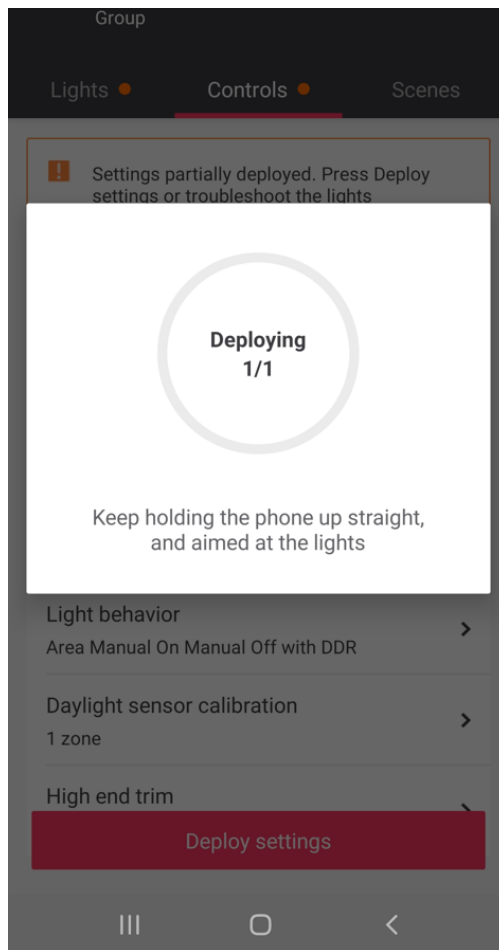 Group
Lights
Controls
Scenes
Settings partially deployed. Press Deploy
settings or troubleshoot the lights
Deploying
1/1
Keep holding the phone up straight,
and aimed at the lights
Light behavior
Area Manual On Manual Off with DDR
Daylight sensor calibration
1 zone
High end trim
Deploy settings